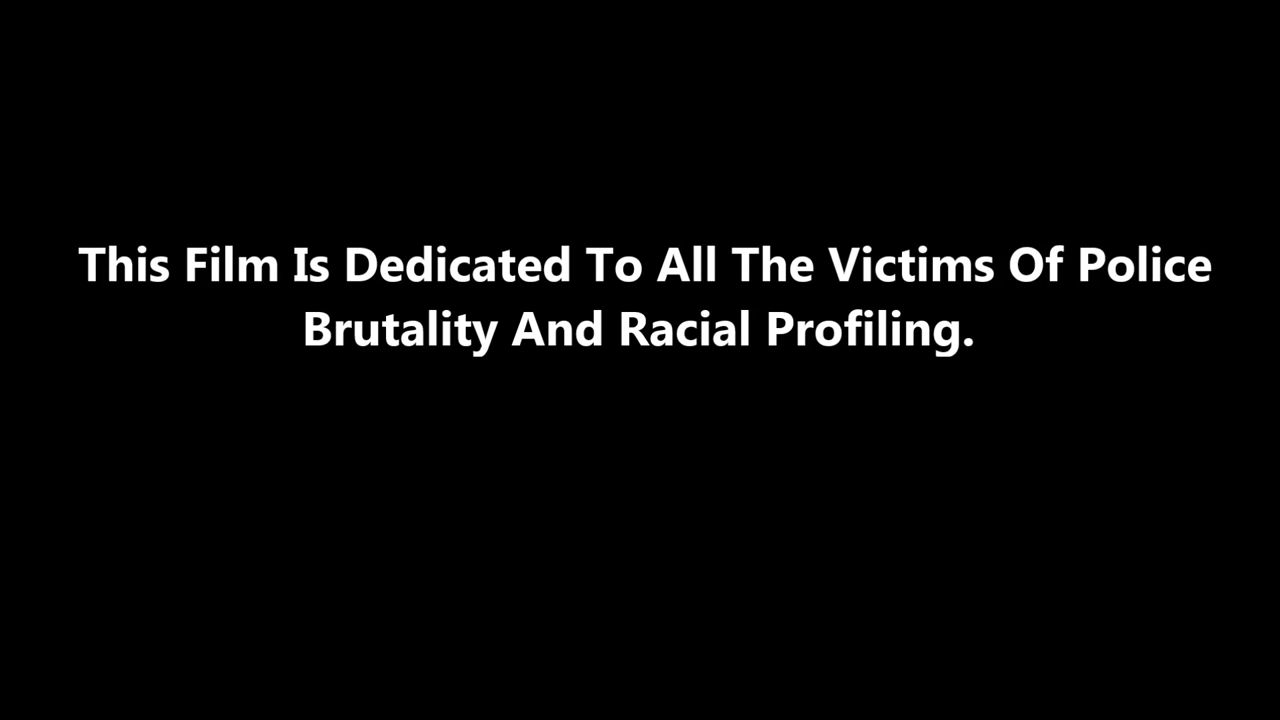 This Film Is Dedicated To All The Victims Of Police
Brutality And Racial Profiling.